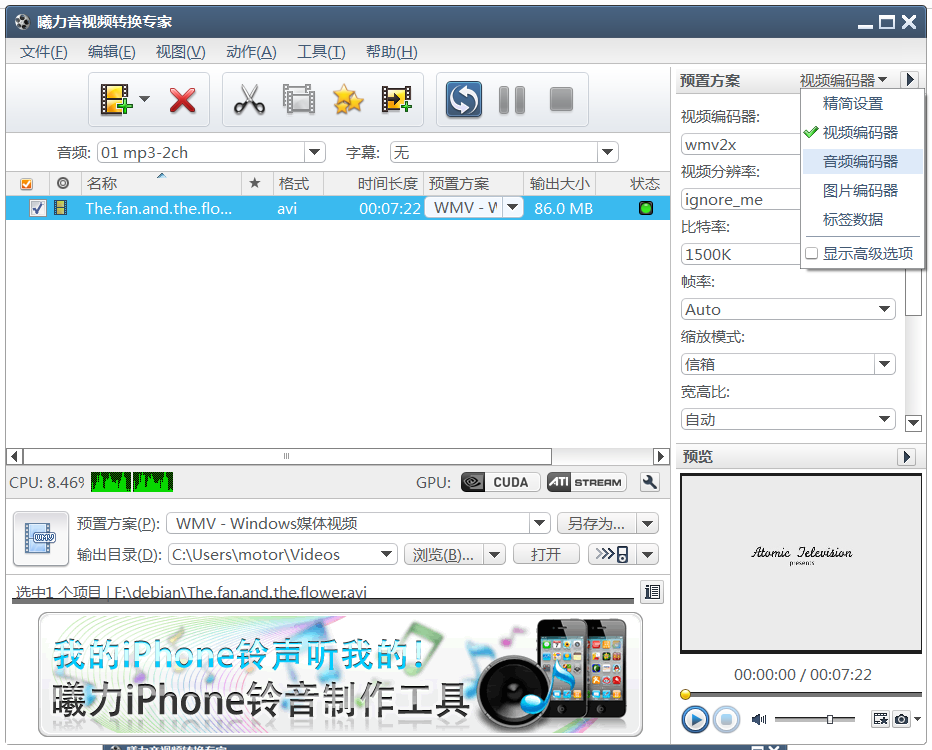 曦力音视频转换专家
文件(F) 编辑(E) 视图(V) 动作(A) 工具(T) 帮助(H)
音频: 01 mp3-2ch 字幕: 无
名称 ★ 格式 时间长度 预置方案 输出大小 状态
The.fan.and.the.flo... avi 00:07:22 WMV - W 86.0 MB
CPU: 8.46% GPU: CUDA ATI STREAM
预置方案(P): WMV - Windows媒体视频 另存为...
输出目录(D): C:\Users\motor\Videos 浏览(B)... 打开
选中1 个项目 | F:\debian\The.fan.and.the.flower.avi
我的iPhone铃声听我的!
曦力iPhone铃音制作工具
预置方案 视频编码器
视频编码器:
wmv2x
视频分辨率:
ignore_me
比特率:
1500K
帧率:
Auto
缩放模式:
信箱
宽高比:
自动
精简设置
视频编码器
音频编码器
图片编码器
标签数据
显示高级选项
预览
Atomic Television
presents
00:00:00 / 00:07:22
曦力音视频转换专家